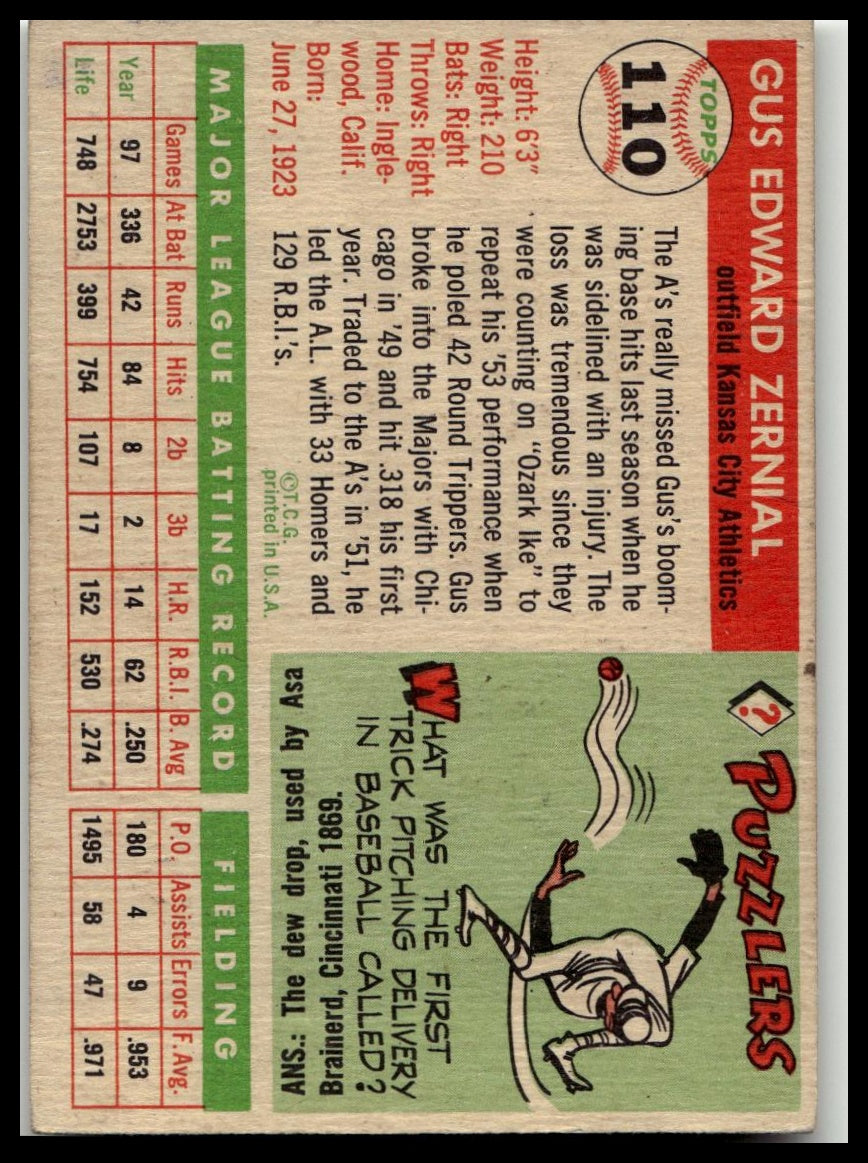 GUS EDWARD ZERNIAL
outfield Kansas City Athletics
TOPPS
110
Height: 6'3"
Weight: 210
Bats: Right
Throws: Right
Home: Ingle-
wood, Calif.
Born:
June 27, 1923
The A's really missed Gus's boom-
ing base hits last season when he
was sidelined with an injury. The
loss was tremendous since they
were counting on "Ozark Ike" to
repeat his '53 performance when
he poled 42 Round Trippers. Gus
broke into the Majors with Chi-
cago in '49 and hit .318 his first
year. Traded to the A's in '51, he
led the A.L. with 33 Homers and
129 R.B.I.'s.
©T.C.G.
printed in U.S.A.
? PUZZLERS
WHAT WAS THE FIRST
TRICK PITCHING DELIVERY
IN BASEBALL CALLED?
ANS.: The dew drop, used by Asa
Brainerd, Cincinnati 1869.
MAJOR LEAGUE BATTING RECORD
FIELDING
Games At Bat Runs Hits 2b 3b H.R. R.B.I. B. Avg. P.O. Assists Errors F. Avg.
Year 97 336 42 84 8 2 14 62 .250 180 4 9 .953
Life 748 2753 399 754 107 17 152 530 .274 1495 58 47 .971